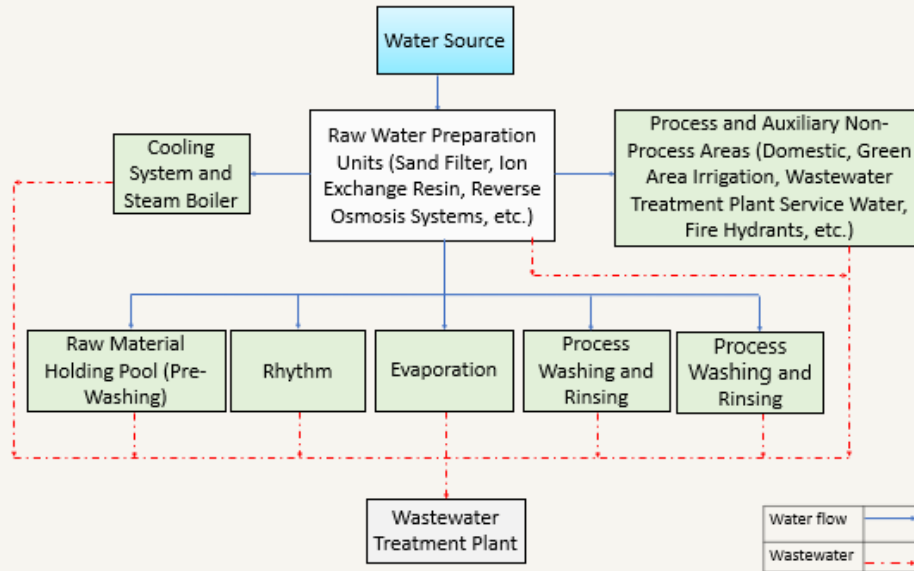 Water Source
Raw Water Preparation
Units (Sand Filter, Ion
Exchange Resin, Reverse
Osmosis Systems, etc.)
Cooling
System and
Steam Boiler
Process and Auxiliary Non-
Process Areas (Domestic, Green
Area Irrigation, Wastewater
Treatment Plant Service Water,
Fire Hydrants, etc.)
Raw Material
Holding Pool (Pre-
Washing)
Rhythm
Evaporation
Process
Washing and
Rinsing
Process
Washing and
Rinsing
Wastewater
Treatment Plant
Water flow
Wastewater